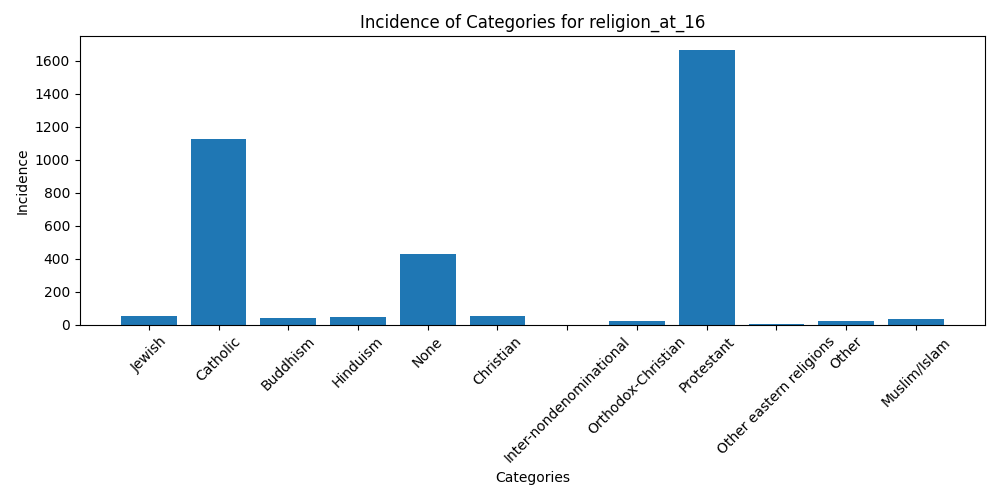 Incidence of Categories for religion_at_16
Incidence
1600
1400
1200
1000
800
600
400
200
0
Jewish
Catholic
Buddhism
Hinduism
None
Christian
Inter-nondenominational
Orthodox-Christian
Protestant
Other eastern religions
Other
Muslim/Islam
Categories